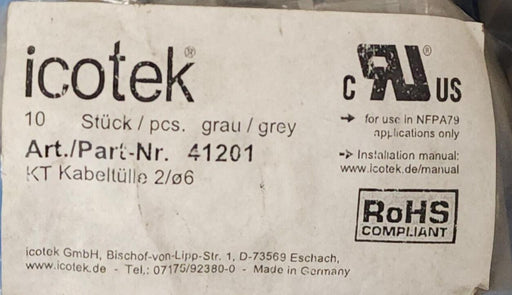 icotek®
10 Stück / pcs. grau / grey
Art./Part-Nr. 41201
KT Kabeltülle 2/ø6
C UR US
→ for use in NFPA79
applications only
→ Installation manual:
www.icotek.de/manual
RoHS
COMPLIANT
icotek GmbH, Bischof-von-Lipp-Str. 1, D-73569 Eschach,
www.icotek.de - Tel.: 07175/92380-0 - Made in Germany